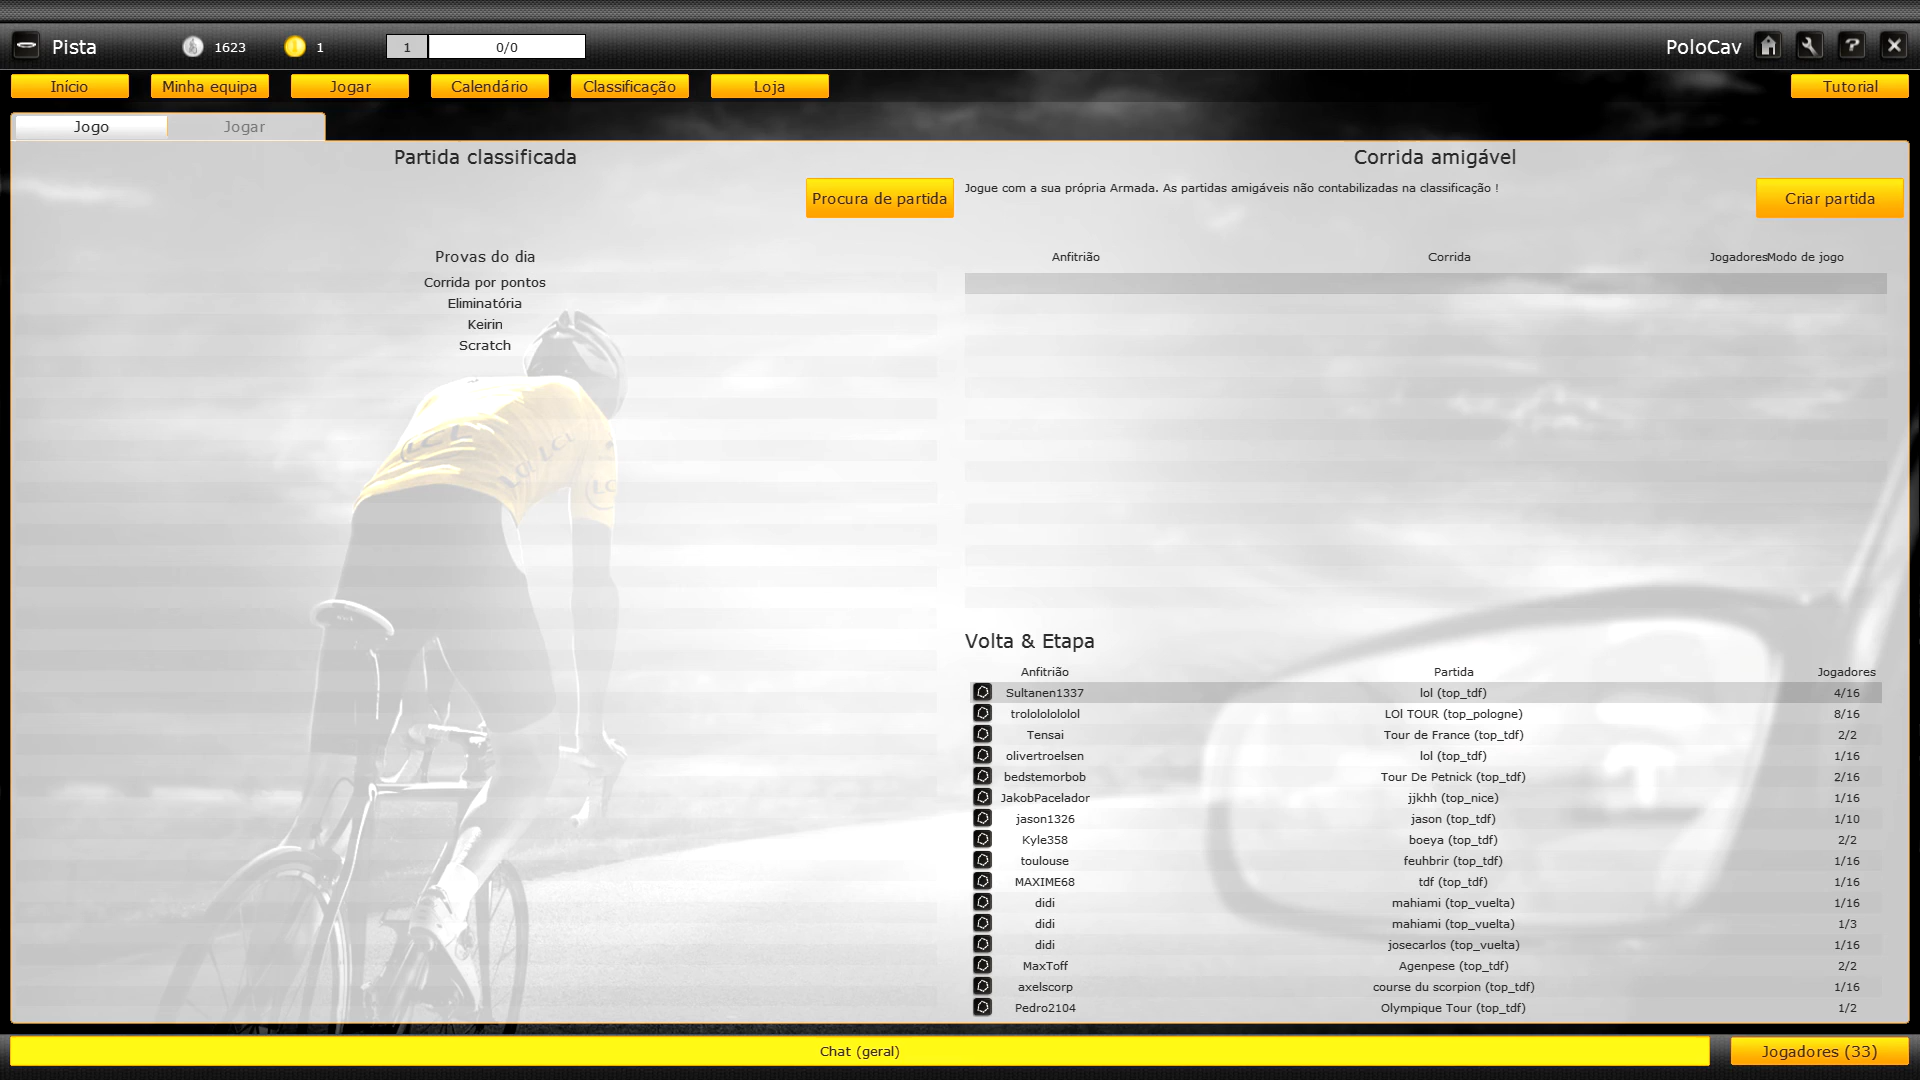 Pista 1623 1 1 0/0 PoloCav
Início Minha equipa Jogar Calendário Classificação Loja Tutorial
Jogo Jogar
Partida classificada
Procura de partida
Provas do dia
Corrida por pontos
Eliminatória
Keirin
Scratch
LCL LCL
LCL
Corrida amigável
Jogue com a sua própria Armada. As partidas amigáveis não contabilizadas na classificação !
Criar partida
Anfitrião Corrida Jogadores Modo de jogo
Volta & Etapa
Anfitrião Partida Jogadores
Sultanen1337 lol (top_tdf) 4/16
trolololololol LOl TOUR (top_pologne) 8/16
Tensai Tour de France (top_tdf) 2/2
olivertroelsen lol (top_tdf) 1/16
bedstemorbob Tour De Petnick (top_tdf) 2/16
JakobPacelador jjkhh (top_nice) 1/16
jason1326 jason (top_tdf) 1/10
Kyle358 boeya (top_tdf) 2/2
toulouse feuhbrir (top_tdf) 1/16
MAXIME68 tdf (top_tdf) 1/16
didi mahiami (top_vuelta) 1/16
didi mahiami (top_vuelta) 1/3
didi josecarlos (top_vuelta) 1/16
MaxToff Agenpese (top_tdf) 2/2
axelscorp course du scorpion (top_tdf) 1/16
Pedro2104 Olympique Tour (top_tdf) 1/2
Chat (geral) Jogadores (33)